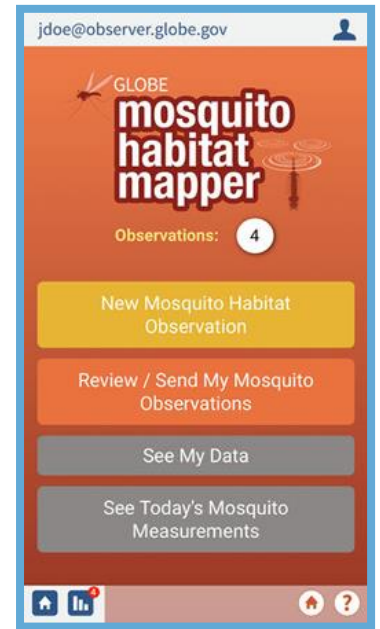 jdoe@observer.globe.gov
GLOBE
mosquito
habitat
mapper
Observations: 4
New Mosquito Habitat
Observation
Review / Send My Mosquito
Observations
See My Data
See Today's Mosquito
Measurements
4
?